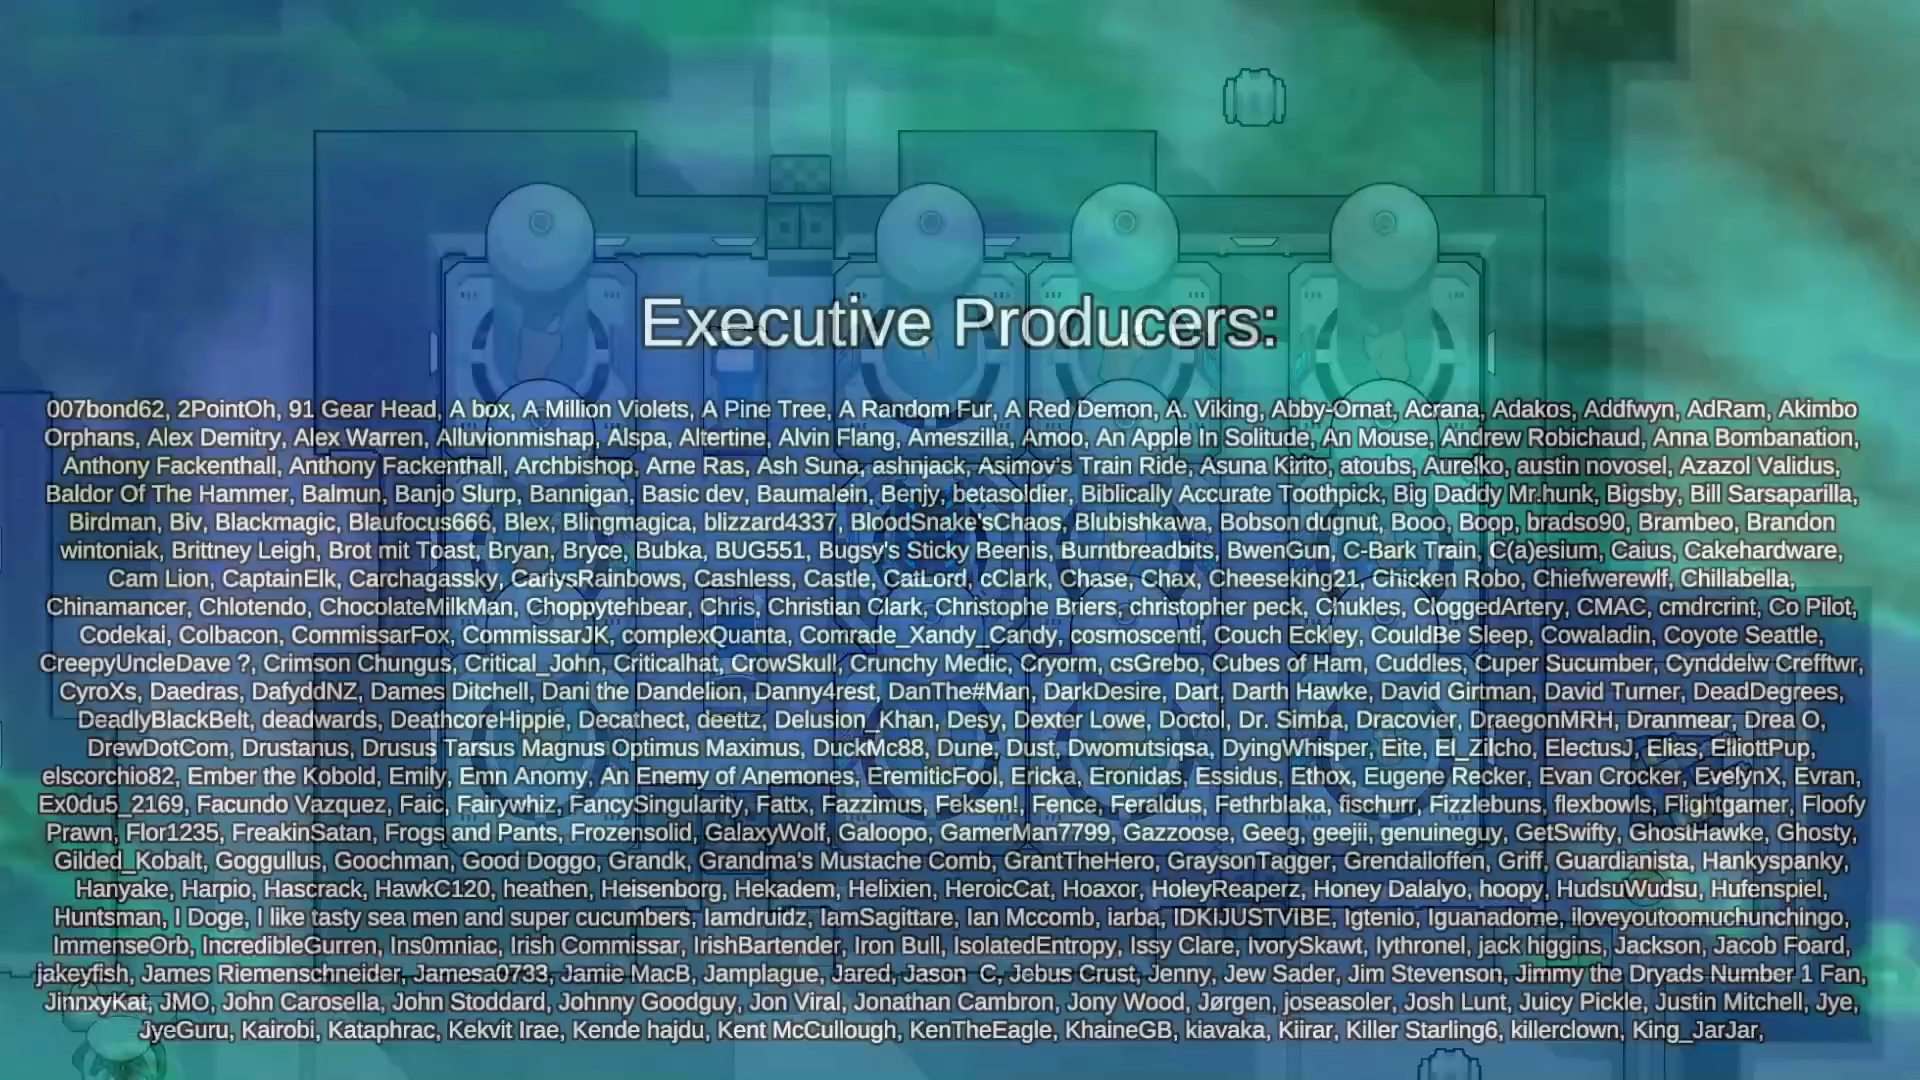 Executive Producers:
007bond62, 2PointOh, 91 Gear Head, A box, A Million Violets, A Pine Tree, A Random Fur, A Red Demon, A. Viking, Abby-Ornat, Acrana, Adakos, Addfwyn, AdRam, Akimbo
Orphans, Alex Demitry, Alex Warren, Alluvionmishap, Alspa, Altertine, Alvin Flang, Ameszilla, Amoo, An Apple In Solitude, An Mouse, Andrew Robichaud, Anna Bombanation,
Anthony Fackenthall, Anthony Fackenthall, Archbishop, Arne Ras, Ash Suna, ashnjack, Asimov's Train Ride, Asuna Kirito, atoubs, Aureiko, austin novosel, Azazol Validus,
Baldor Of The Hammer, Balmun, Banjo Slurp, Bannigan, Basic dev, Baumalein, Benjy, betasoldier, Biblically Accurate Toothpick, Big Daddy Mr.hunk, Bigsby, Bill Sarsaparilla,
Birdman, Biv, Blackmagic, Blaufocus666, Blex, Blingmagica, blizzard4337, BloodSnake'sChaos, Blubishkawa, Bobson dugnut, Booo, Boop, bradso90, Brambeo, Brandon
wintoniak, Brittney Leigh, Brot mit Toast, Bryan, Bryce, Bubka, BUG551, Bugsy's Sticky Beenis, Burntbreadbits, BwenGun, C-Bark Train, C(a)esium, Caius, Cakehardware,
Cam Lion, CaptainElk, Carchagassky, CarlysRainbows, Cashless, Castle, CatLord, cClark, Chase, Chax, Cheeseking21, Chicken Robo, Chiefwerewlf, Chillabella,
Chinamancer, Chlotendo, ChocolateMilkMan, Choppytehbear, Chris, Christian Clark, Christophe Briers, christopher peck, Chukles, CloggedArtery, CMAC, cmdrcrint, Co Pilot,
Codekai, Colbacon, CommissarFox, CommissarJK, complexQuanta, Comrade_Xandy_Candy, cosmoscenti, Couch Eckley, CouldBe Sleep, Cowaladin, Coyote Seattle,
CreepyUncleDave ?, Crimson Chungus, Critical_John, Criticalhat, CrowSkull, Crunchy Medic, Cryorm, csGrebo, Cubes of Ham, Cuddles, Cuper Sucumber, Cynddelw Crefftwr,
CyroXs, Daedras, DafyddNZ, Dames Ditchell, Dani the Dandelion, Danny4rest, DanThe#Man, DarkDesire, Dart, Darth Hawke, David Girtman, David Turner, DeadDegrees,
DeadlyBlackBelt, deadwards, DeathcoreHippie, Decathect, deettz, Delusion_Khan, Desy, Dexter Lowe, Doctol, Dr. Simba, Dracovier, DraegonMRH, Dranmear, Drea O,
DrewDotCom, Drustanus, Drusus Tarsus Magnus Optimus Maximus, DuckMc88, Dune, Dust, Dwomutsiqsa, DyingWhisper, Eite, El_Zilcho, ElectusJ, Elias, ElliottPup,
elscorchio82, Ember the Kobold, Emily, Emn Anomy, An Enemy of Anemones, EremiticFool, Ericka, Eronidas, Essidus, Ethox, Eugene Recker, Evan Crocker, EvelynX, Evran,
Ex0du5_2169, Facundo Vazquez, Faic, Fairywhiz, FancySingularity, Fattx, Fazzimus, Feksen!, Fence, Feraldus, Fethrblaka, fischurr, Fizzlebuns, flexbowls, Flightgamer, Floofy
Prawn, Flor1235, FreakinSatan, Frogs and Pants, Frozensolid, GalaxyWolf, Galoopo, GamerMan7799, Gazzoose, Geeg, geejii, genuineguy, GetSwifty, GhostHawke, Ghosty,
Gilded_Kobalt, Goggullus, Goochman, Good Doggo, Grandk, Grandma's Mustache Comb, GrantTheHero, GraysonTagger, Grendalloffen, Griff, Guardianista, Hankyspanky,
Hanyake, Harpio, Hascrack, HawkC120, heathen, Heisenborg, Hekadem, Helixien, HeroicCat, Hoaxor, HoleyReaperz, Honey Dalalyo, hoopy, HudsuWudsu, Hufenspiel,
Huntsman, I Doge, I like tasty sea men and super cucumbers, Iamdruidz, IamSagittare, Ian Mccomb, iarba, IDKIJUSTVIBE, Igtenio, Iguanadome, iloveyoutoomuchunchingo,
ImmenseOrb, IncredibleGurren, Ins0mniac, Irish Commissar, IrishBartender, Iron Bull, IsolatedEntropy, Issy Clare, IvorySkawt, Iythronel, jack higgins, Jackson, Jacob Foard,
jakeyfish, James Riemenschneider, Jamesa0733, Jamie MacB, Jamplague, Jared, Jason C, Jebus Crust, Jenny, Jew Sader, Jim Stevenson, Jimmy the Dryads Number 1 Fan,
JinnxyKat, JMO, John Carosella, John Stoddard, Johnny Goodguy, Jon Viral, Jonathan Cambron, Jony Wood, Jørgen, joseasoler, Josh Lunt, Juicy Pickle, Justin Mitchell, Jye,
JyeGuru, Kairobi, Kataphrac, Kekvit Irae, Kende hajdu, Kent McCullough, KenTheEagle, KhaineGB, kiavaka, Kiirar, Killer Starling6, killerclown, King_JarJar,